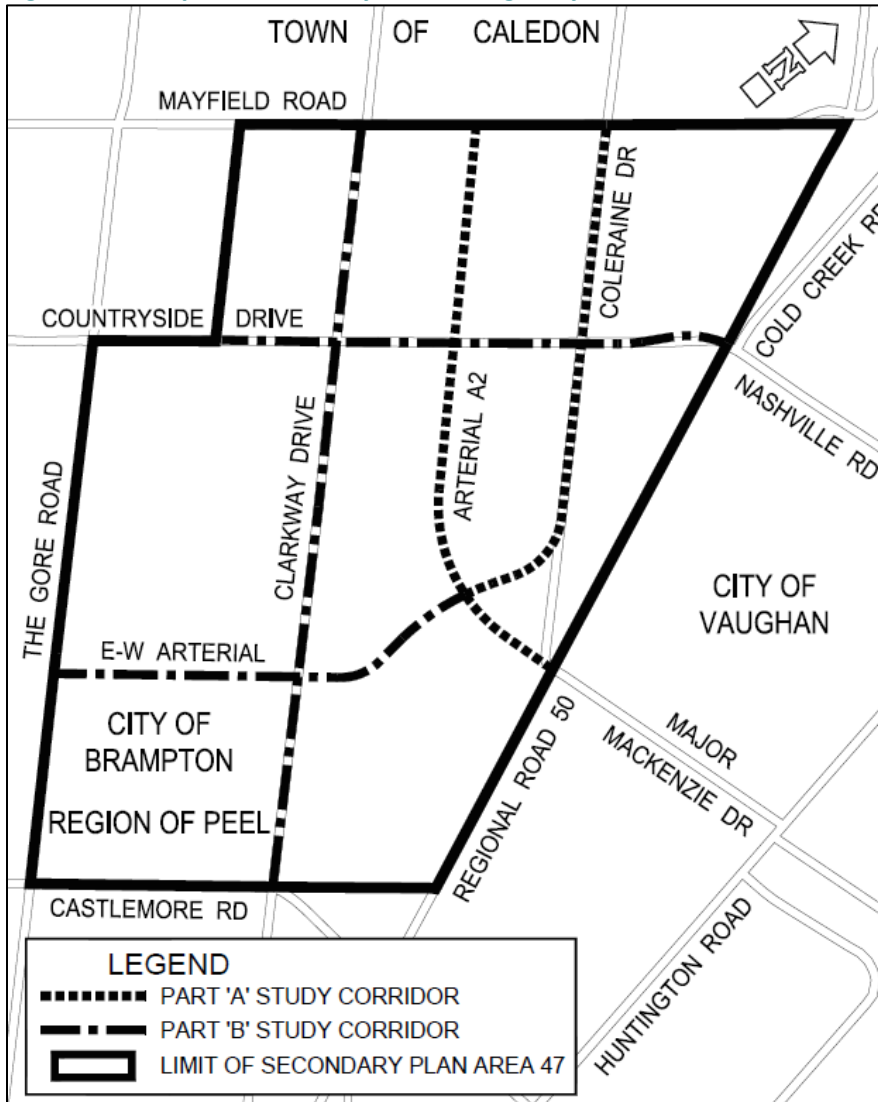 TOWN OF CALEDON
N
MAYFIELD ROAD
COLERAINE DR
COLD CREEK RD
COUNTRYSIDE DRIVE
NASHVILLE RD
ARTERIAL A2
CLARKWAY DRIVE
THE GORE ROAD
CITY OF
VAUGHAN
E-W ARTERIAL
CITY OF
BRAMPTON
REGION OF PEEL
REGIONAL ROAD 50
MAJOR
MACKENZIE DR
CASTLEMORE RD
HUNTINGTON ROAD
LEGEND
PART 'A' STUDY CORRIDOR
PART 'B' STUDY CORRIDOR
LIMIT OF SECONDARY PLAN AREA 47